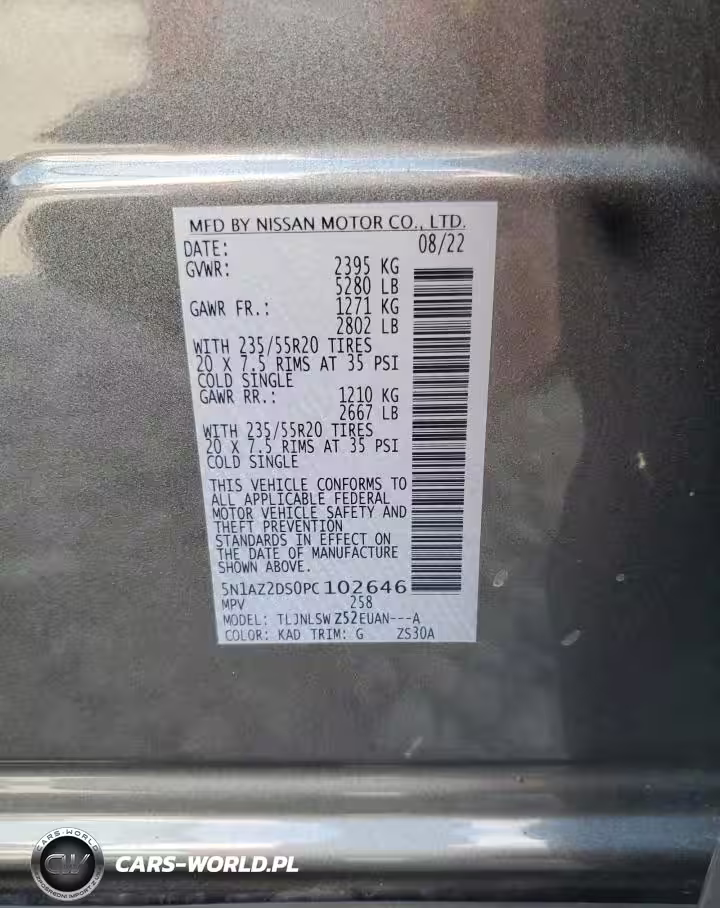 MFD BY NISSAN MOTOR CO., LTD.
DATE: 08/22
GVWR: 2395 KG
5280 LB
GAWR FR.: 1271 KG
2802 LB
WITH 235/55R20 TIRES
20 X 7.5 RIMS AT 35 PSI
COLD SINGLE
GAWR RR.: 1210 KG
2667 LB
WITH 235/55R20 TIRES
20 X 7.5 RIMS AT 35 PSI
COLD SINGLE
THIS VEHICLE CONFORMS TO
ALL APPLICABLE FEDERAL
MOTOR VEHICLE SAFETY AND
THEFT PREVENTION
STANDARDS IN EFFECT ON
THE DATE OF MANUFACTURE
SHOWN ABOVE.
5N1AZ2DS0PC102646
MPV 258
MODEL: TLJNLSWZ52EUAN---A
COLOR: KAD TRIM: G ZS30A
CARS-WORLD
CW
CARS-WORLD.PL